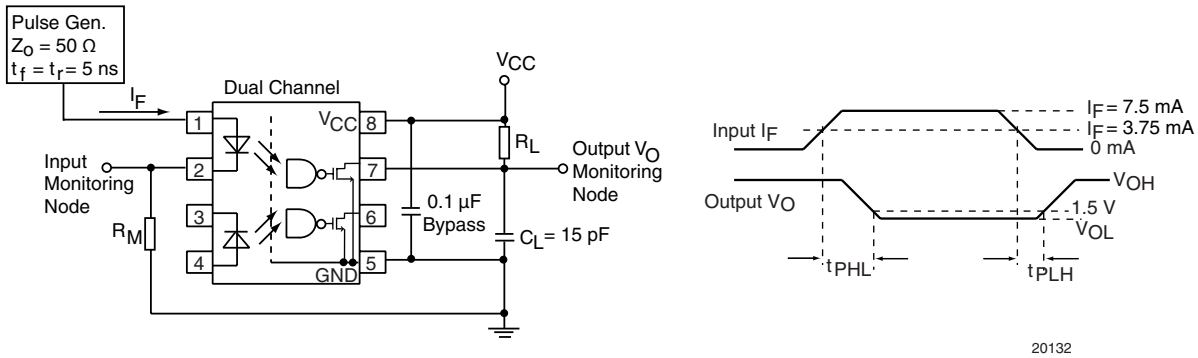 Pulse Gen.
Z_O = 50 Ω
t_f = t_r = 5 ns
I_F
Dual Channel
V_CC
1
V_CC
8
R_L
Input
Monitoring
Node
2
7
Output V_O
Monitoring
Node
R_M
3
6
0.1 µF
Bypass
C_L = 15 pF
4
GND
5
Input I_F
I_F = 7.5 mA
I_F = 3.75 mA
0 mA
Output V_O
V_OH
1.5 V
V_OL
t_PHL
t_PLH
20132